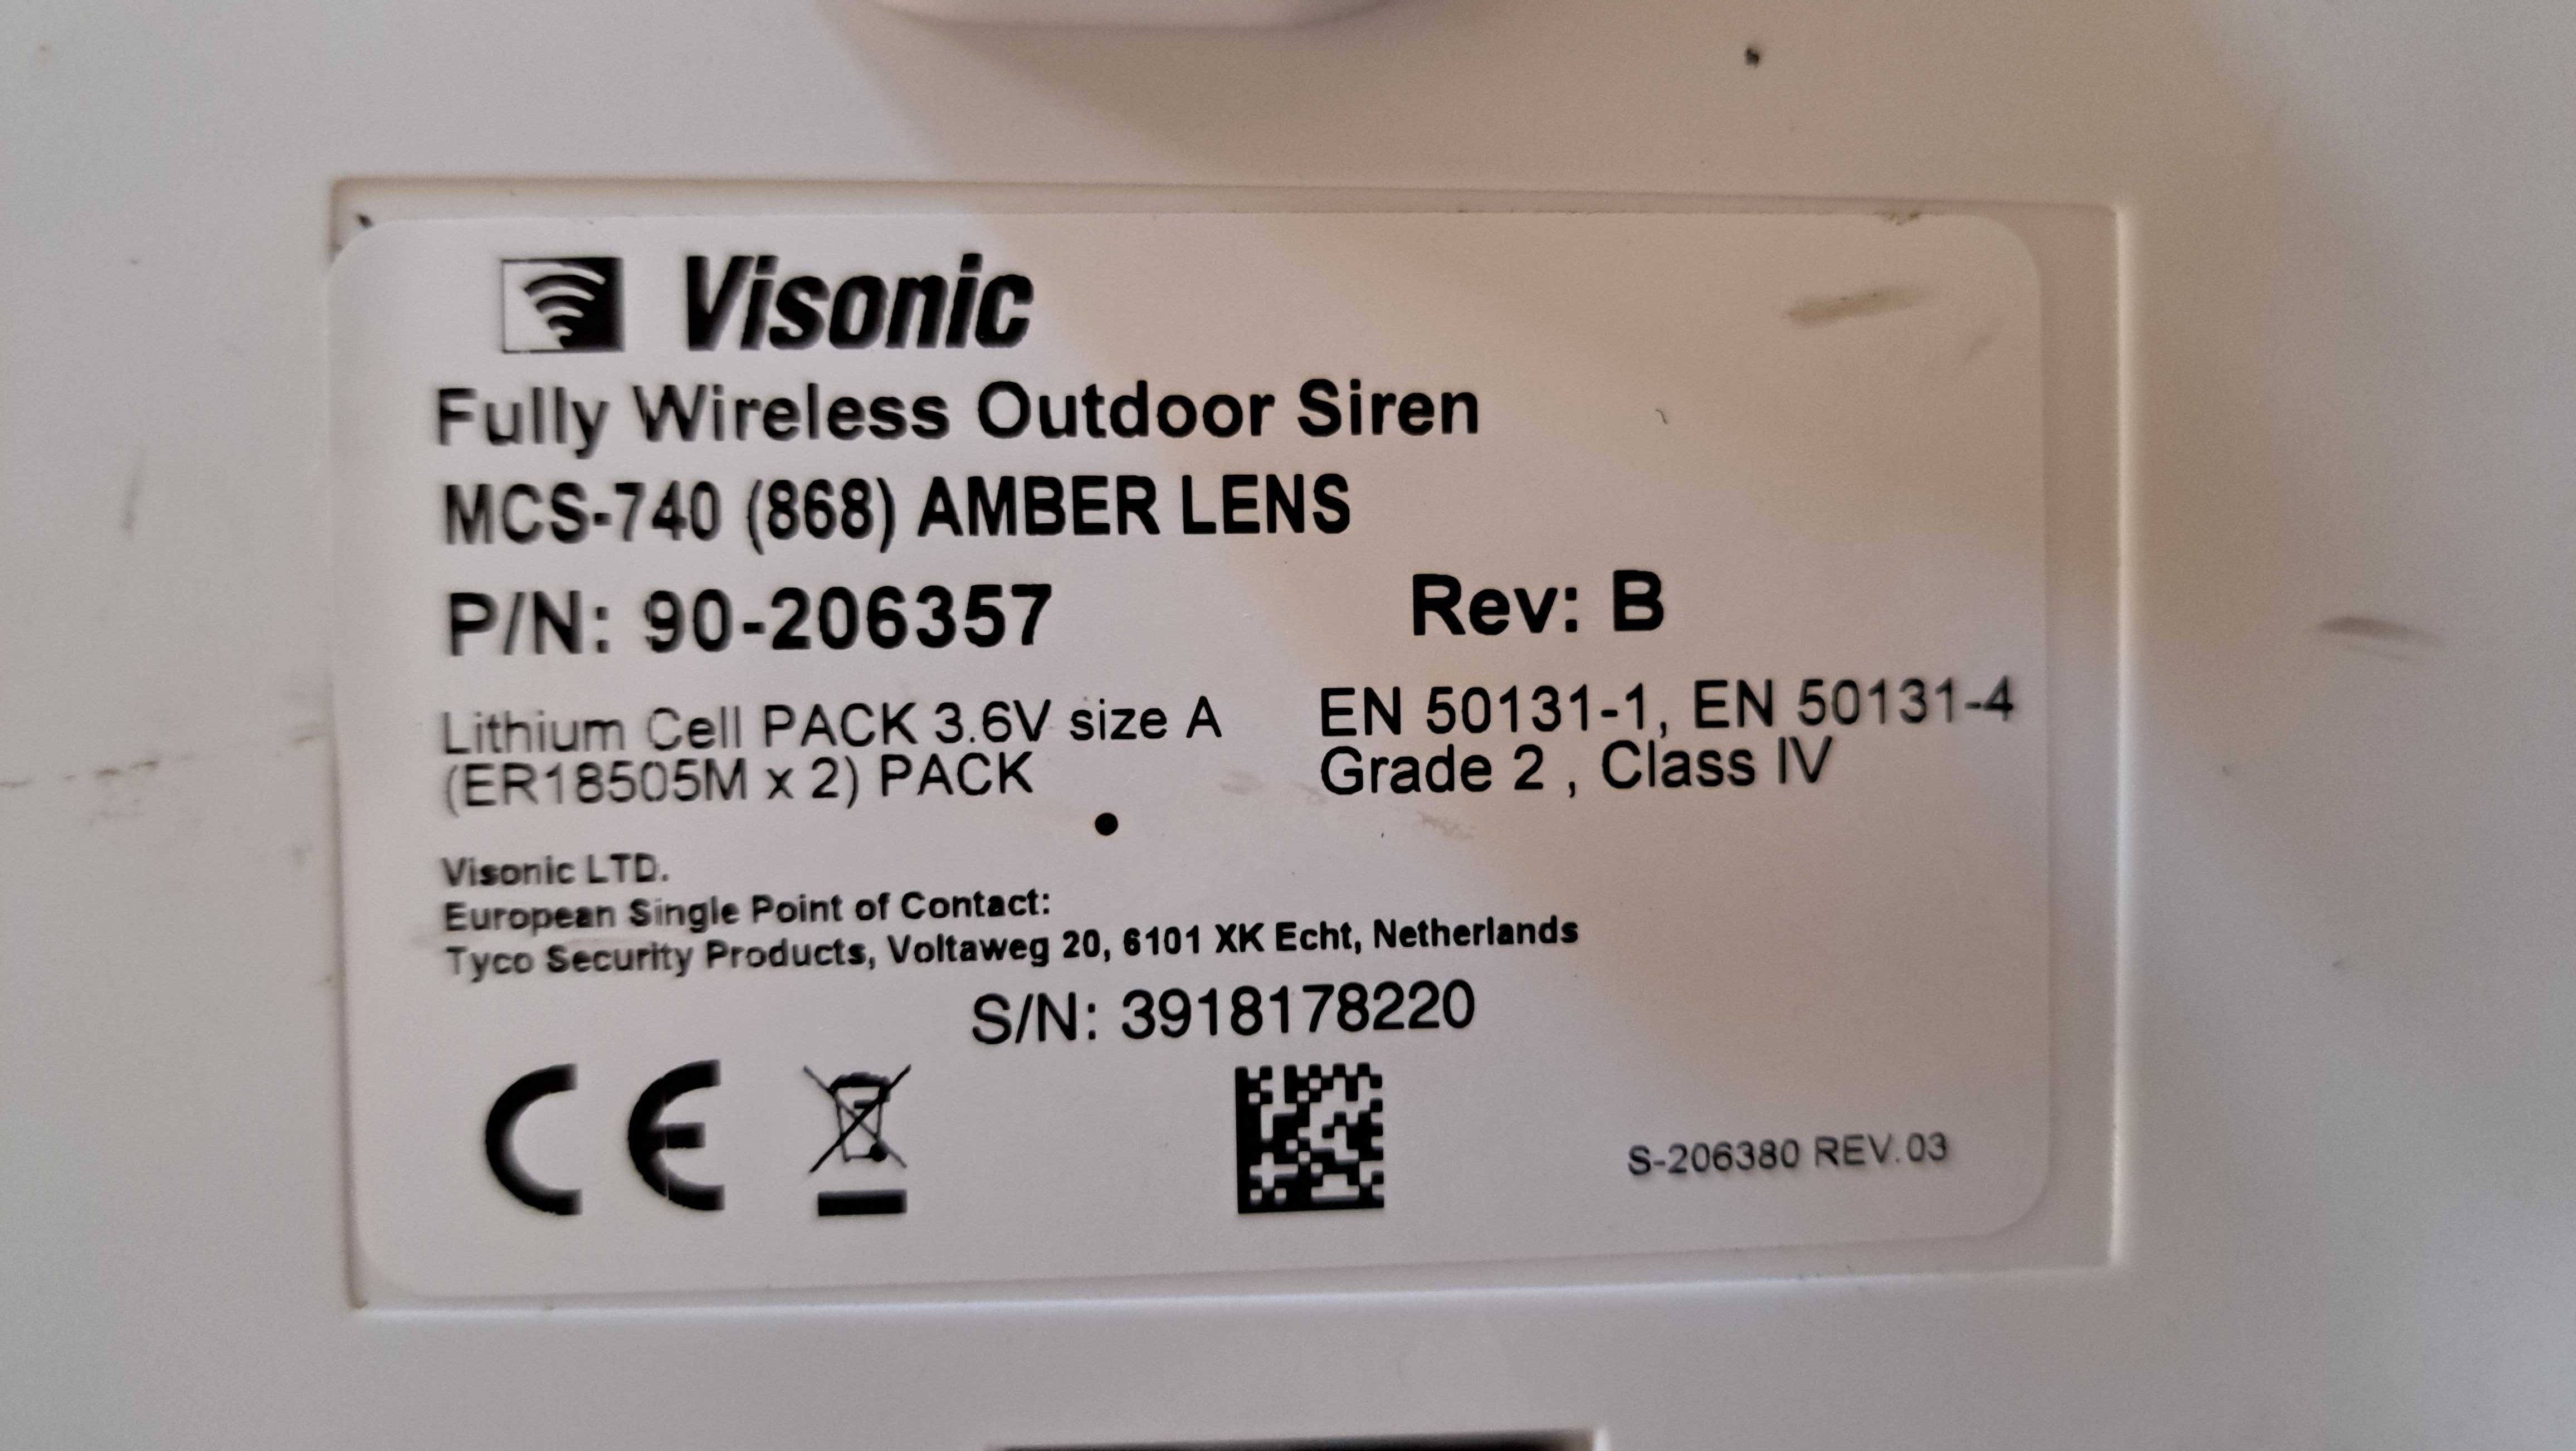 Visonic
Fully Wireless Outdoor Siren
MCS-740 (868) AMBER LENS
P/N: 90-206357 Rev: B
Lithium Cell PACK 3.6V size A
(ER18505M x 2) PACK
EN 50131-1, EN 50131-4
Grade 2 , Class IV
Visonic LTD.
European Single Point of Contact:
Tyco Security Products, Voltaweg 20, 6101 XK Echt, Netherlands
S/N: 3918178220
CE
S-206380 REV.03